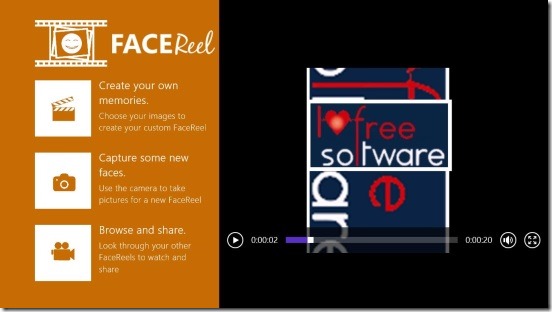 FACEReel
Create your own
memories.
Choose your images to
create your custom FaceReel
Capture some new
faces.
Use the camera to take
pictures for a new FaceReel
Browse and share.
Look through your other
FaceReels to watch and
share
I free
software
are
e
0:00:02
0:00:20